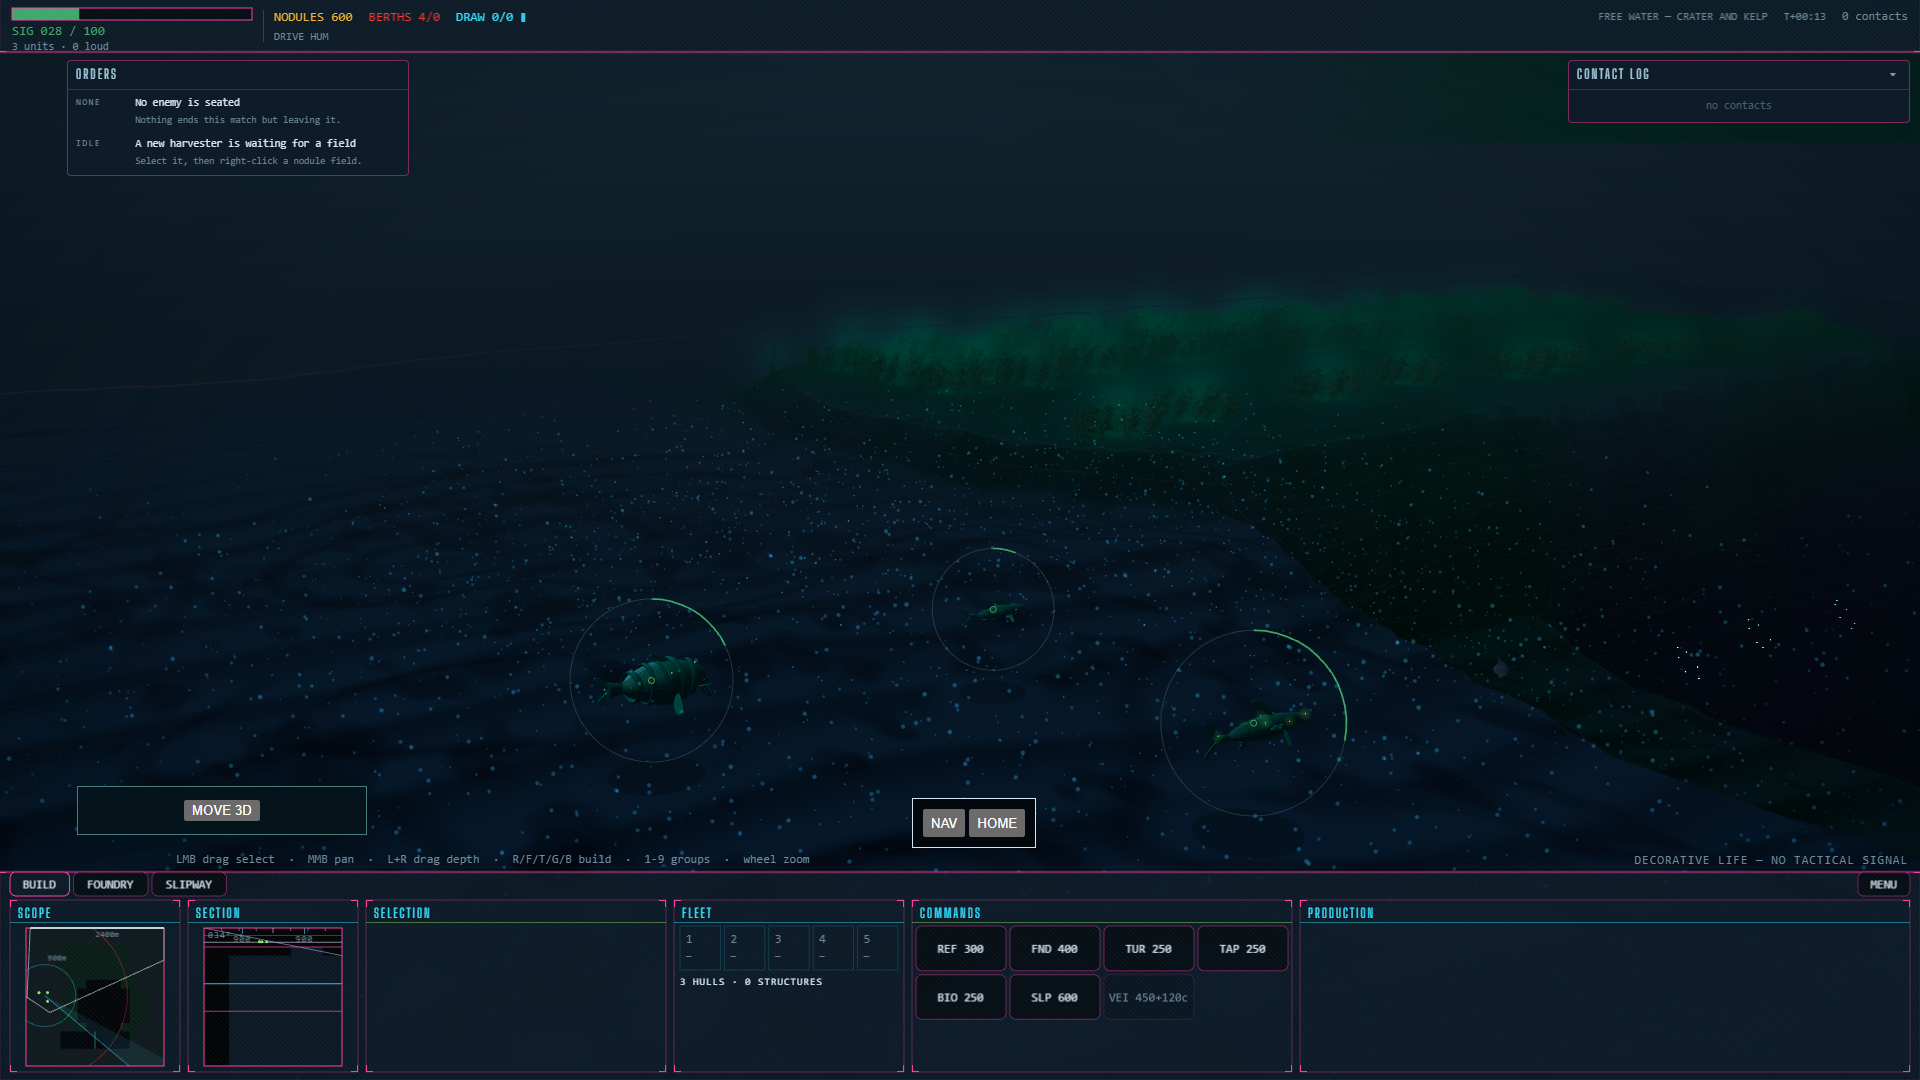 SIG 028 / 100
3 units · 0 loud
NODULES 600 BERTHS 4/0 DRAW 0/0
DRIVE HUM
FREE WATER — CRATER AND KELP T+00:13 0 contacts
ORDERS
NONE No enemy is seated
Nothing ends this match but leaving it.
IDLE A new harvester is waiting for a field
Select it, then right-click a nodule field.
CONTACT LOG
no contacts
MOVE 3D
NAV HOME
LMB drag select · MMB pan · L+R drag depth · R/F/T/G/B build · 1-9 groups · wheel zoom
DECORATIVE LIFE — NO TACTICAL SIGNAL
BUILD FOUNDRY SLIPWAY MENU
SCOPE
2400m
900m
SECTION
034°
900 900
SELECTION
FLEET
1 2 3 4 5
– – – – –
3 HULLS · 0 STRUCTURES
COMMANDS
REF 300 FND 400 TUR 250 TAP 250
BIO 250 SLP 600 VEI 450+120c
PRODUCTION